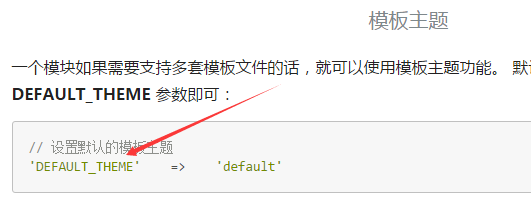 模板主题
一个模块如果需要支持多套模板文件的话，就可以使用模板主题功能。 默
DEFAULT_THEME 参数即可：
// 设置默认的模板主题
'DEFAULT_THEME'    =>    'default'